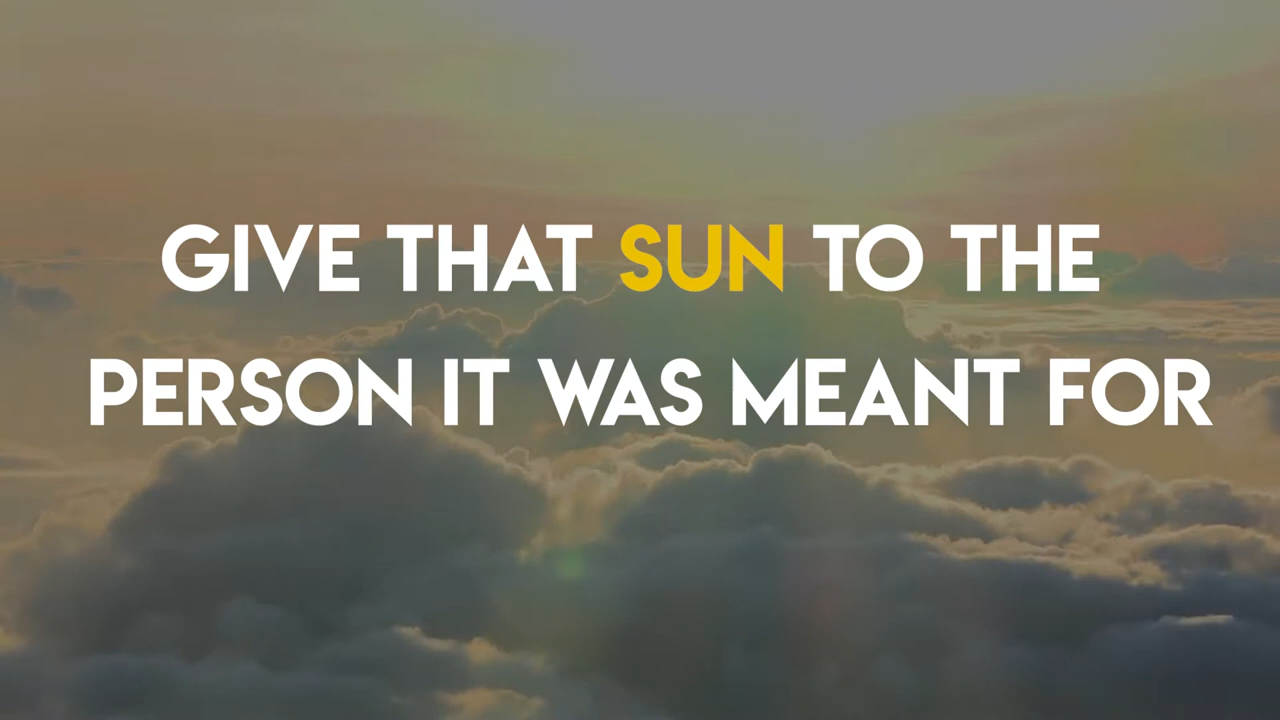 GIVE THAT SUN TO THE
PERSON IT WAS MEANT FOR